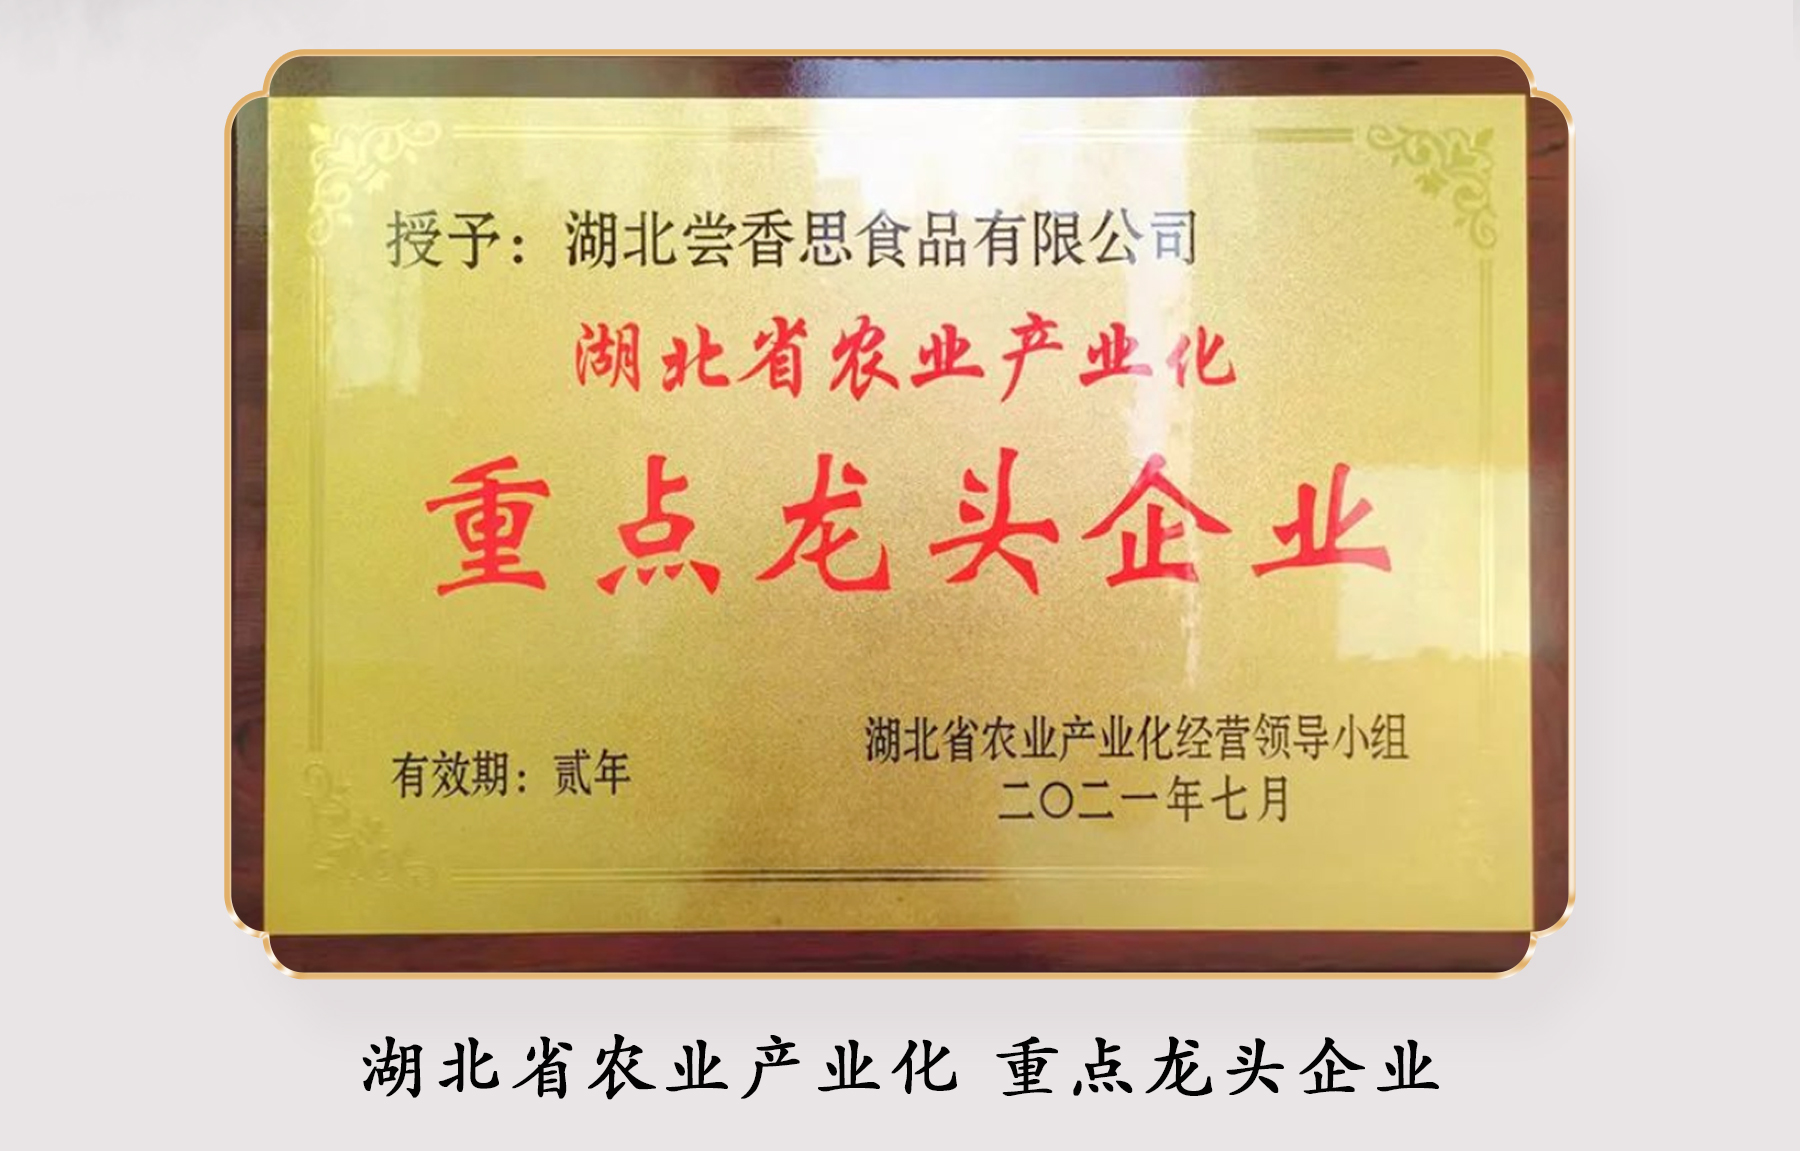 授予：湖北尝香思食品有限公司
湖北省农业产业化
重点龙头企业
有效期：贰年
湖北省农业产业化经营领导小组
二〇二一年七月
湖北省农业产业化 重点龙头企业